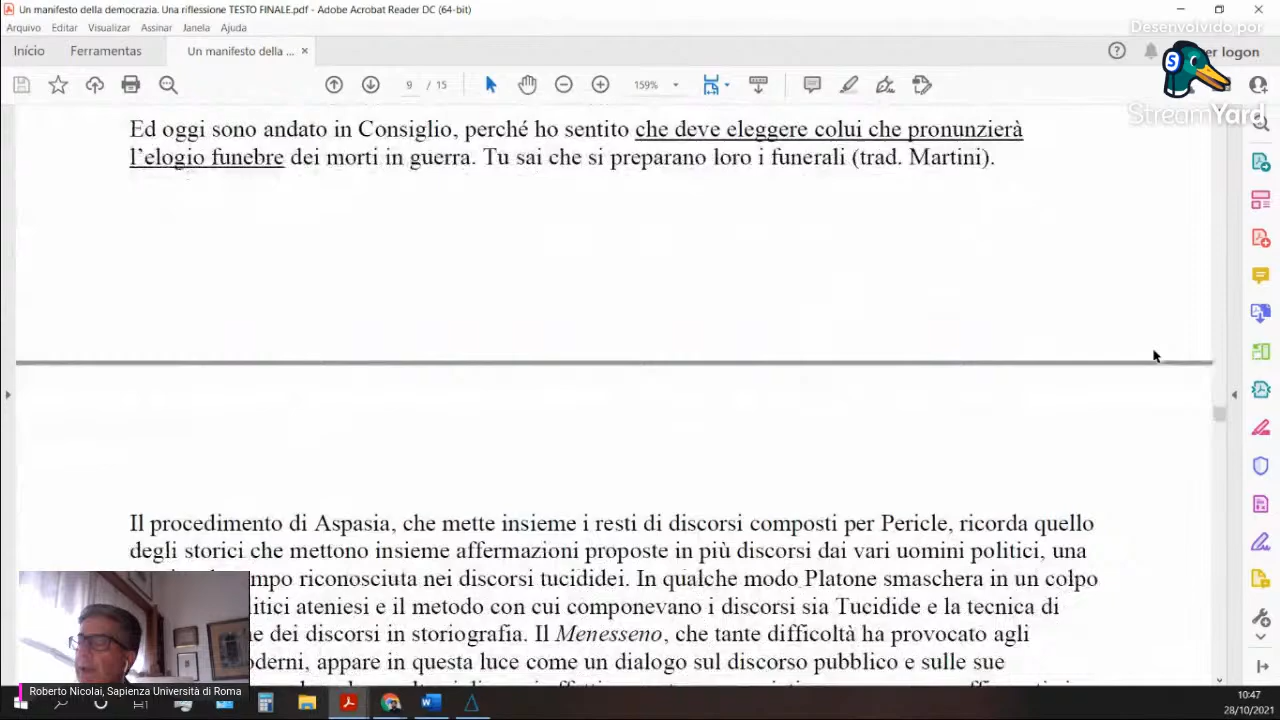 Un manifesto della democrazia. Una riflessione TESTO FINALE.pdf - Adobe Acrobat Reader DC (64-bit)
Desenvolvido por
Arquivo Editar Visualizar Assinar Janela Ajuda
Início Ferramentas Un manifesto della ... × logon
9 / 15 159%
StreamYard
Ed oggi sono andato in Consiglio, perché ho sentito che deve eleggere colui che pronunzierà
l'elogio funebre dei morti in guerra. Tu sai che si preparano loro i funerali (trad. Martini).
Il procedimento di Aspasia, che mette insieme i resti di discorsi composti per Pericle, ricorda quello
degli storici che mettono insieme affermazioni proposte in più discorsi dai vari uomini politici, una
riconosciuta nei discorsi tucididei. In qualche modo Platone smaschera in un colpo
ateniesi e il metodo con cui componevano i discorsi sia Tucidide e la tecnica di
dei discorsi in storiografia. Il Menesseno, che tante difficoltà ha provocato agli
appare in questa luce come un dialogo sul discorso pubblico e sulle sue
Roberto Nicolai, Sapienza Università di Roma
10:47
28/10/2021